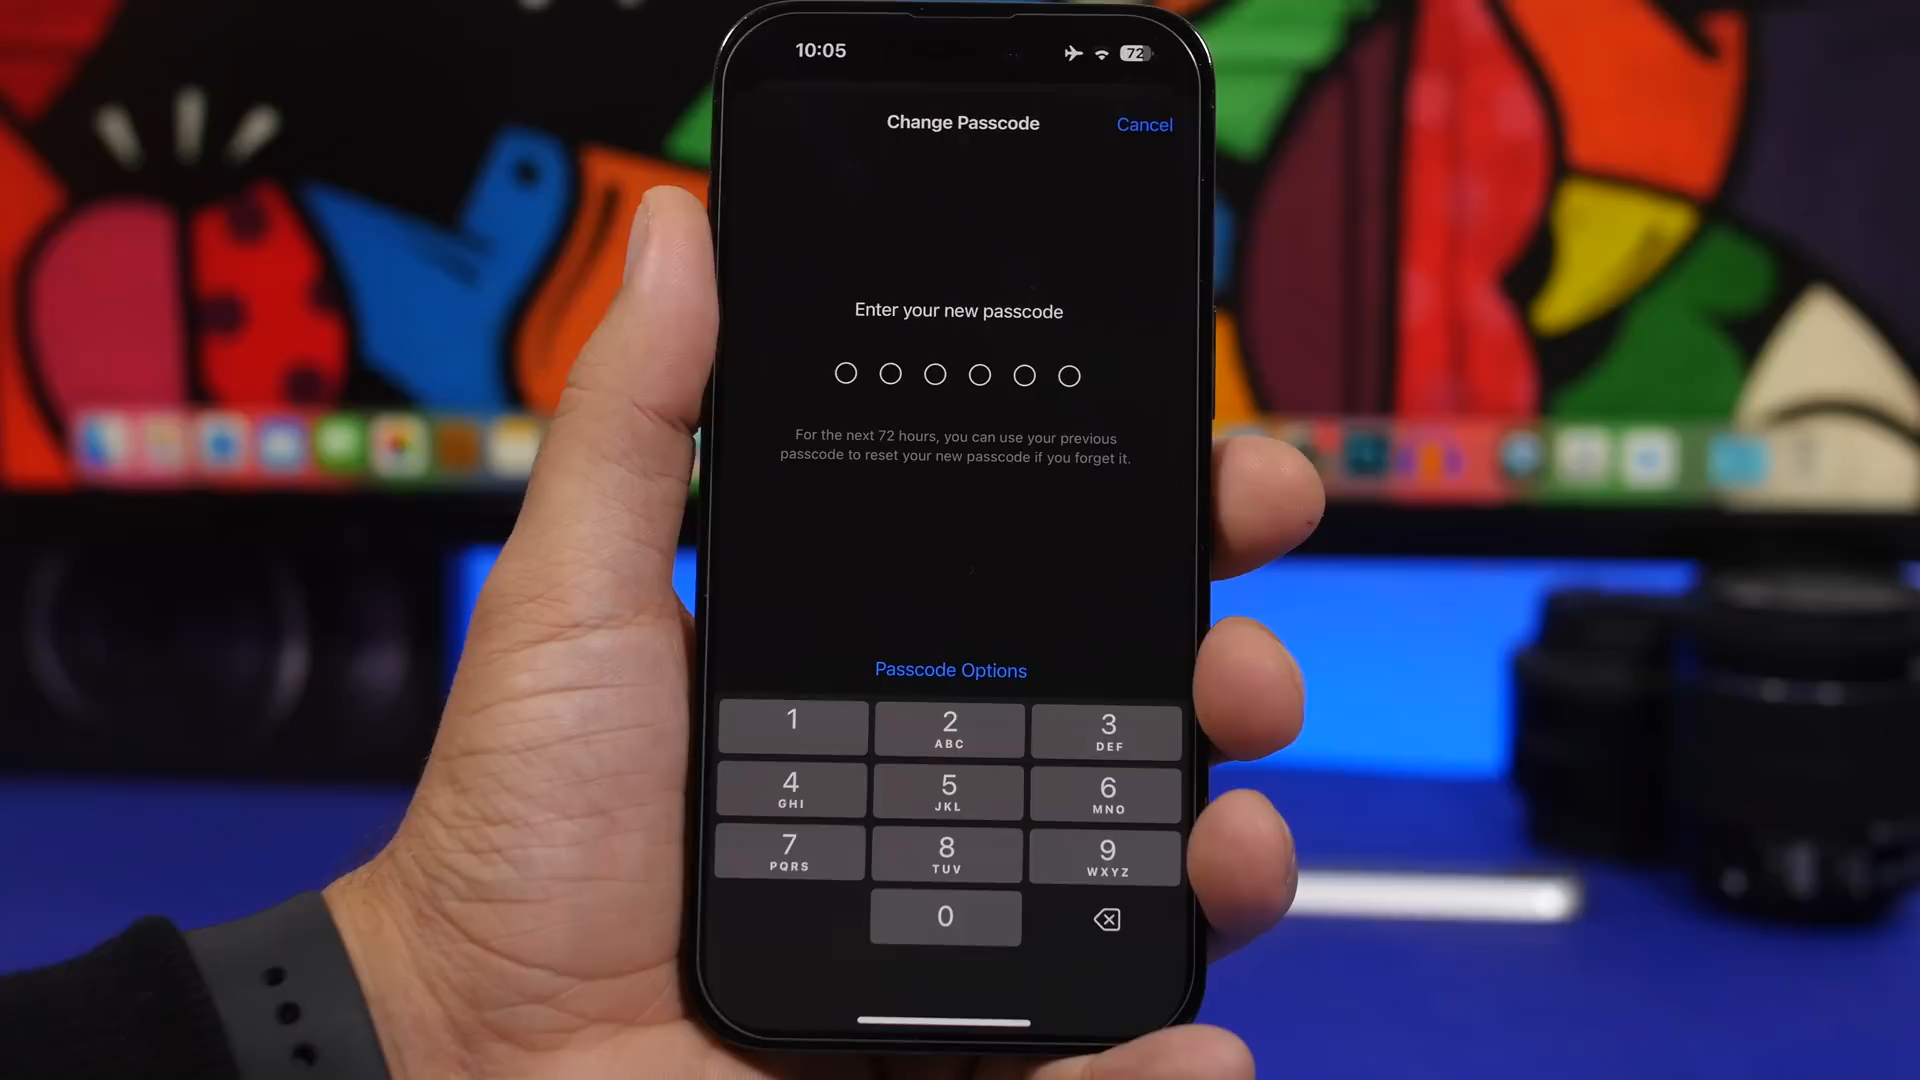 10:05
72
Change Passcode
Cancel
Enter your new passcode
For the next 72 hours, you can use your previous
passcode to reset your new passcode if you forget it.
Passcode Options
1
2
3
ABC
DEF
4
5
6
GHI
JKL
MNO
7
8
9
PQRS
TUV
WXYZ
0